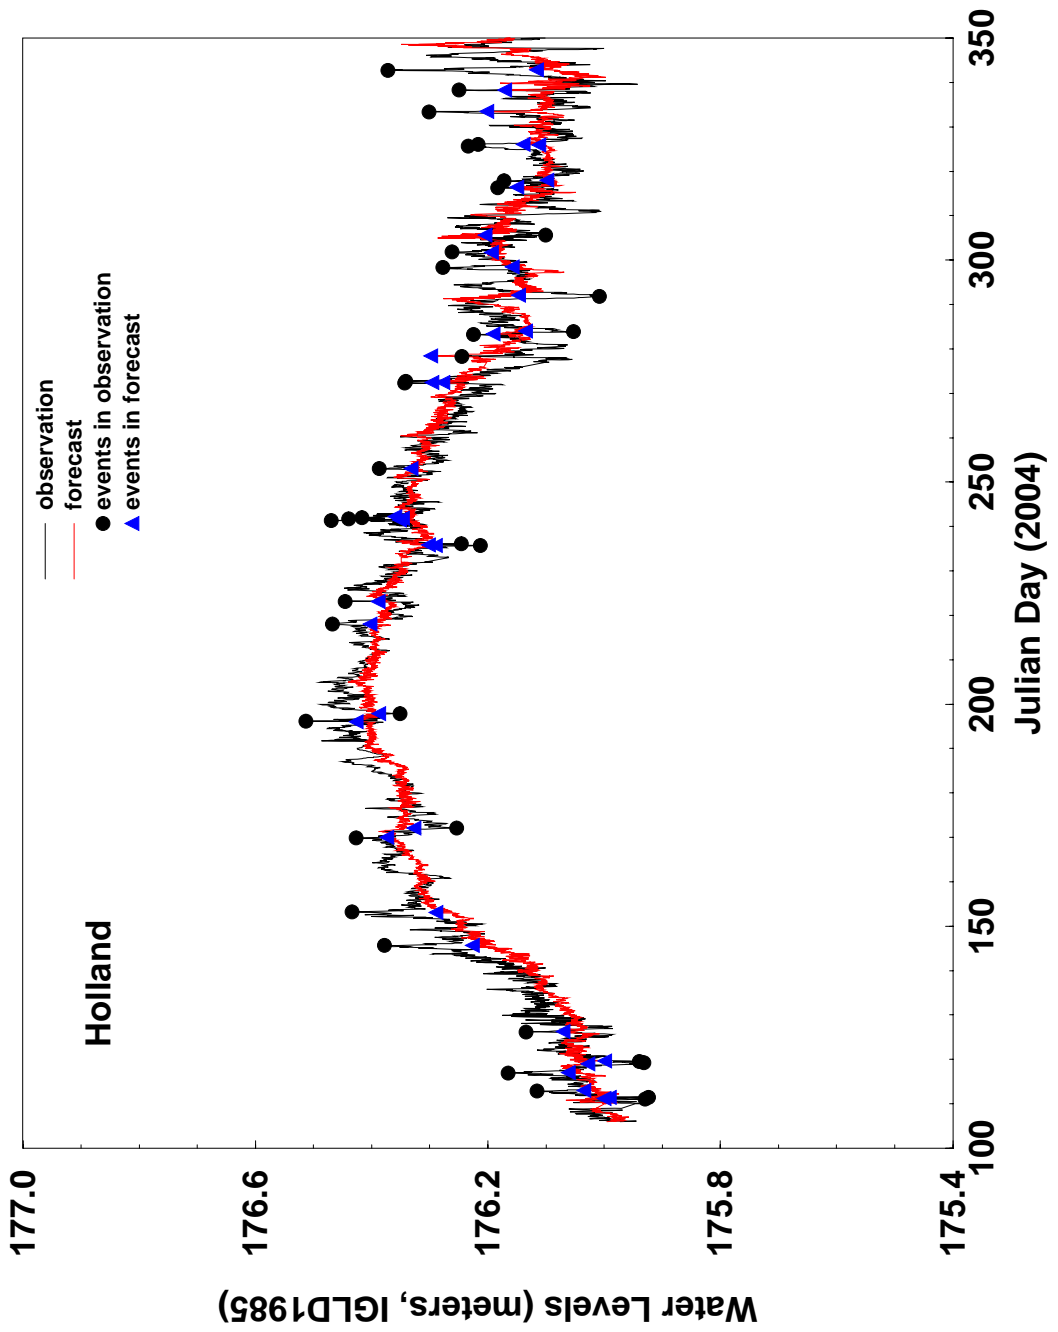 Holland
observation
forecast
events in observation
events in forecast
177.0
176.6
176.2
175.8
175.4
Water Levels (meters, IGLD1985)
100
150
200
250
300
350
Julian Day (2004)